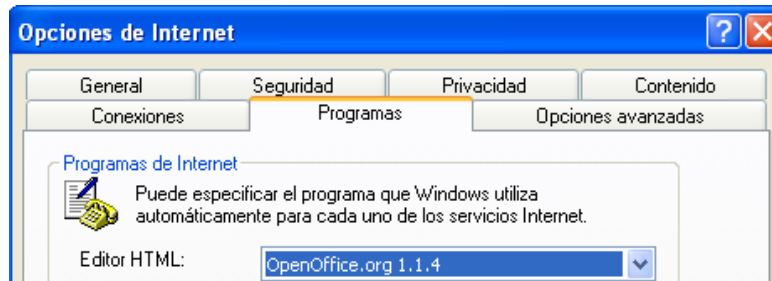 Opciones de Internet
General Seguridad Privacidad Contenido
Conexiones Programas Opciones avanzadas
Programas de Internet
Puede especificar el programa que Windows utiliza
automáticamente para cada uno de los servicios Internet.
Editor HTML: OpenOffice.org 1.1.4